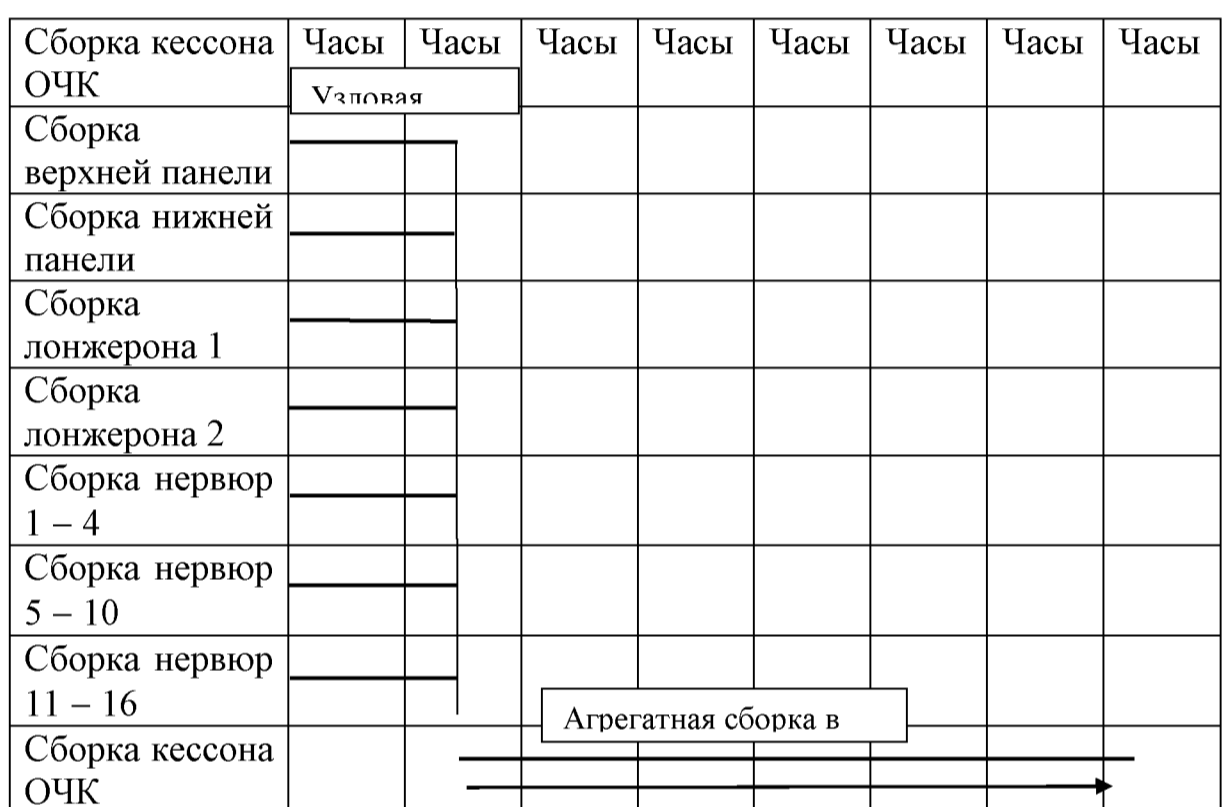 Сборка кессона Часы Часы Часы Часы Часы Часы Часы Часы
ОЧК
Узловая
Сборка
верхней панели
Сборка нижней
панели
Сборка
лонжерона 1
Сборка
лонжерона 2
Сборка нервюр
1 – 4
Сборка нервюр
5 – 10
Сборка нервюр
11 – 16
Агрегатная сборка в
Сборка кессона
ОЧК